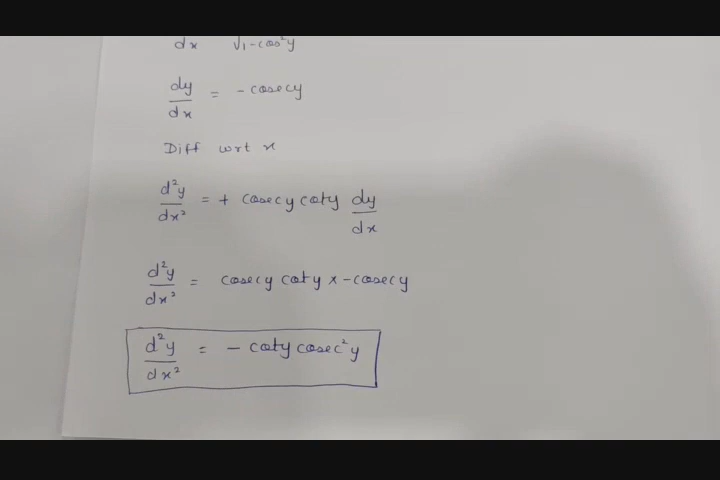 dx √1-cos²y
dy/dx = - cosecy
Diff wrt x
d²y/dx² = + cosecy coty dy/dx
d²y/dx² = cosecy coty x -cosecy
d²y/dx² = - coty cosec²y